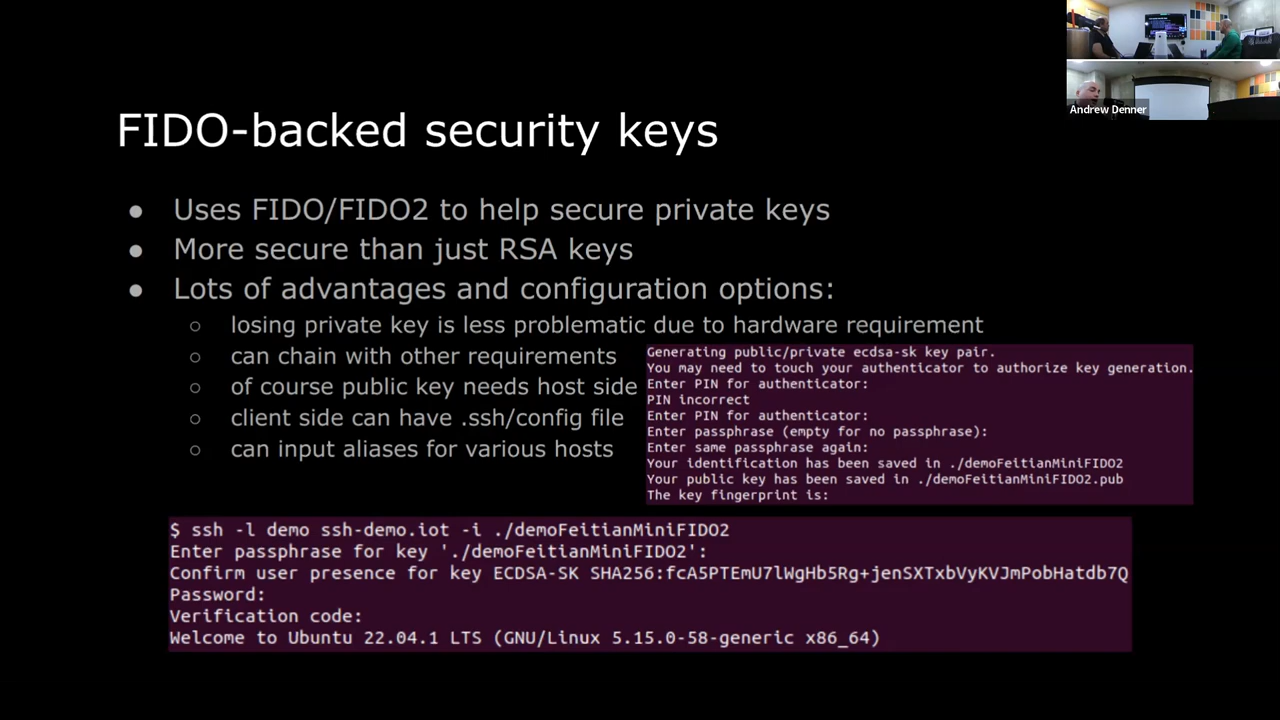 Andrew Denner
FIDO-backed security keys
● Uses FIDO/FIDO2 to help secure private keys
● More secure than just RSA keys
● Lots of advantages and configuration options:
○ losing private key is less problematic due to hardware requirement
○ can chain with other requirements
○ of course public key needs host side
○ client side can have .ssh/config file
○ can input aliases for various hosts
Generating public/private ecdsa-sk key pair.
You may need to touch your authenticator to authorize key generation.
Enter PIN for authenticator:
PIN incorrect
Enter PIN for authenticator:
Enter passphrase (empty for no passphrase):
Enter same passphrase again:
Your identification has been saved in ./demoFeitianMiniFIDO2
Your public key has been saved in ./demoFeitianMiniFIDO2.pub
The key fingerprint is:
$ ssh -l demo ssh-demo.iot -i ./demoFeitianMiniFIDO2
Enter passphrase for key './demoFeitianMiniFIDO2':
Confirm user presence for key ECDSA-SK SHA256:fcA5PTEmU7lWgHb5Rg+jenSXTxbVyKVJmPobHatdb7Q
Password:
Verification code:
Welcome to Ubuntu 22.04.1 LTS (GNU/Linux 5.15.0-58-generic x86_64)